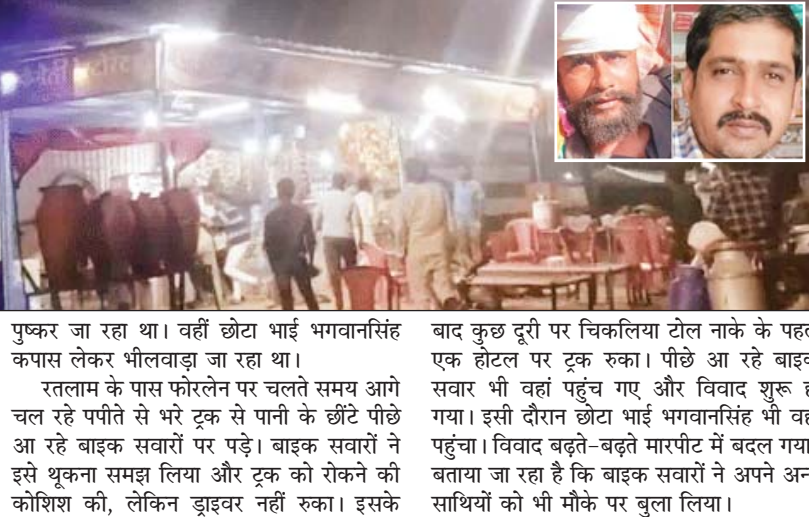 पुष्कर जा रहा था। वहीं छोटा भाई भगवानसिंह
कपास लेकर भीलवाड़ा जा रहा था।
रतलाम के पास फोरलेन पर चलते समय आगे
चल रहे पपीते से भरे ट्रक से पानी के छींटे पीछे
आ रहे बाइक सवारों पर पड़े। बाइक सवारों ने
इसे थूकना समझ लिया और ट्रक को रोकने की
कोशिश की, लेकिन ड्राइवर नहीं रुका। इसके
बाद कुछ दूरी पर चिकलिया टोल नाके के
एक होटल पर ट्रक रुका। पीछे आ रहे
सवार भी वहां पहुंच गए और विवाद शुरू
गया। इसी दौरान छोटा भाई भगवानसिंह भी
पहुंचा। विवाद बढ़ते-बढ़ते मारपीट में बदल गया
बताया जा रहा है कि बाइक सवारों ने अपने
साथियों को भी मौके पर बुला लिया।